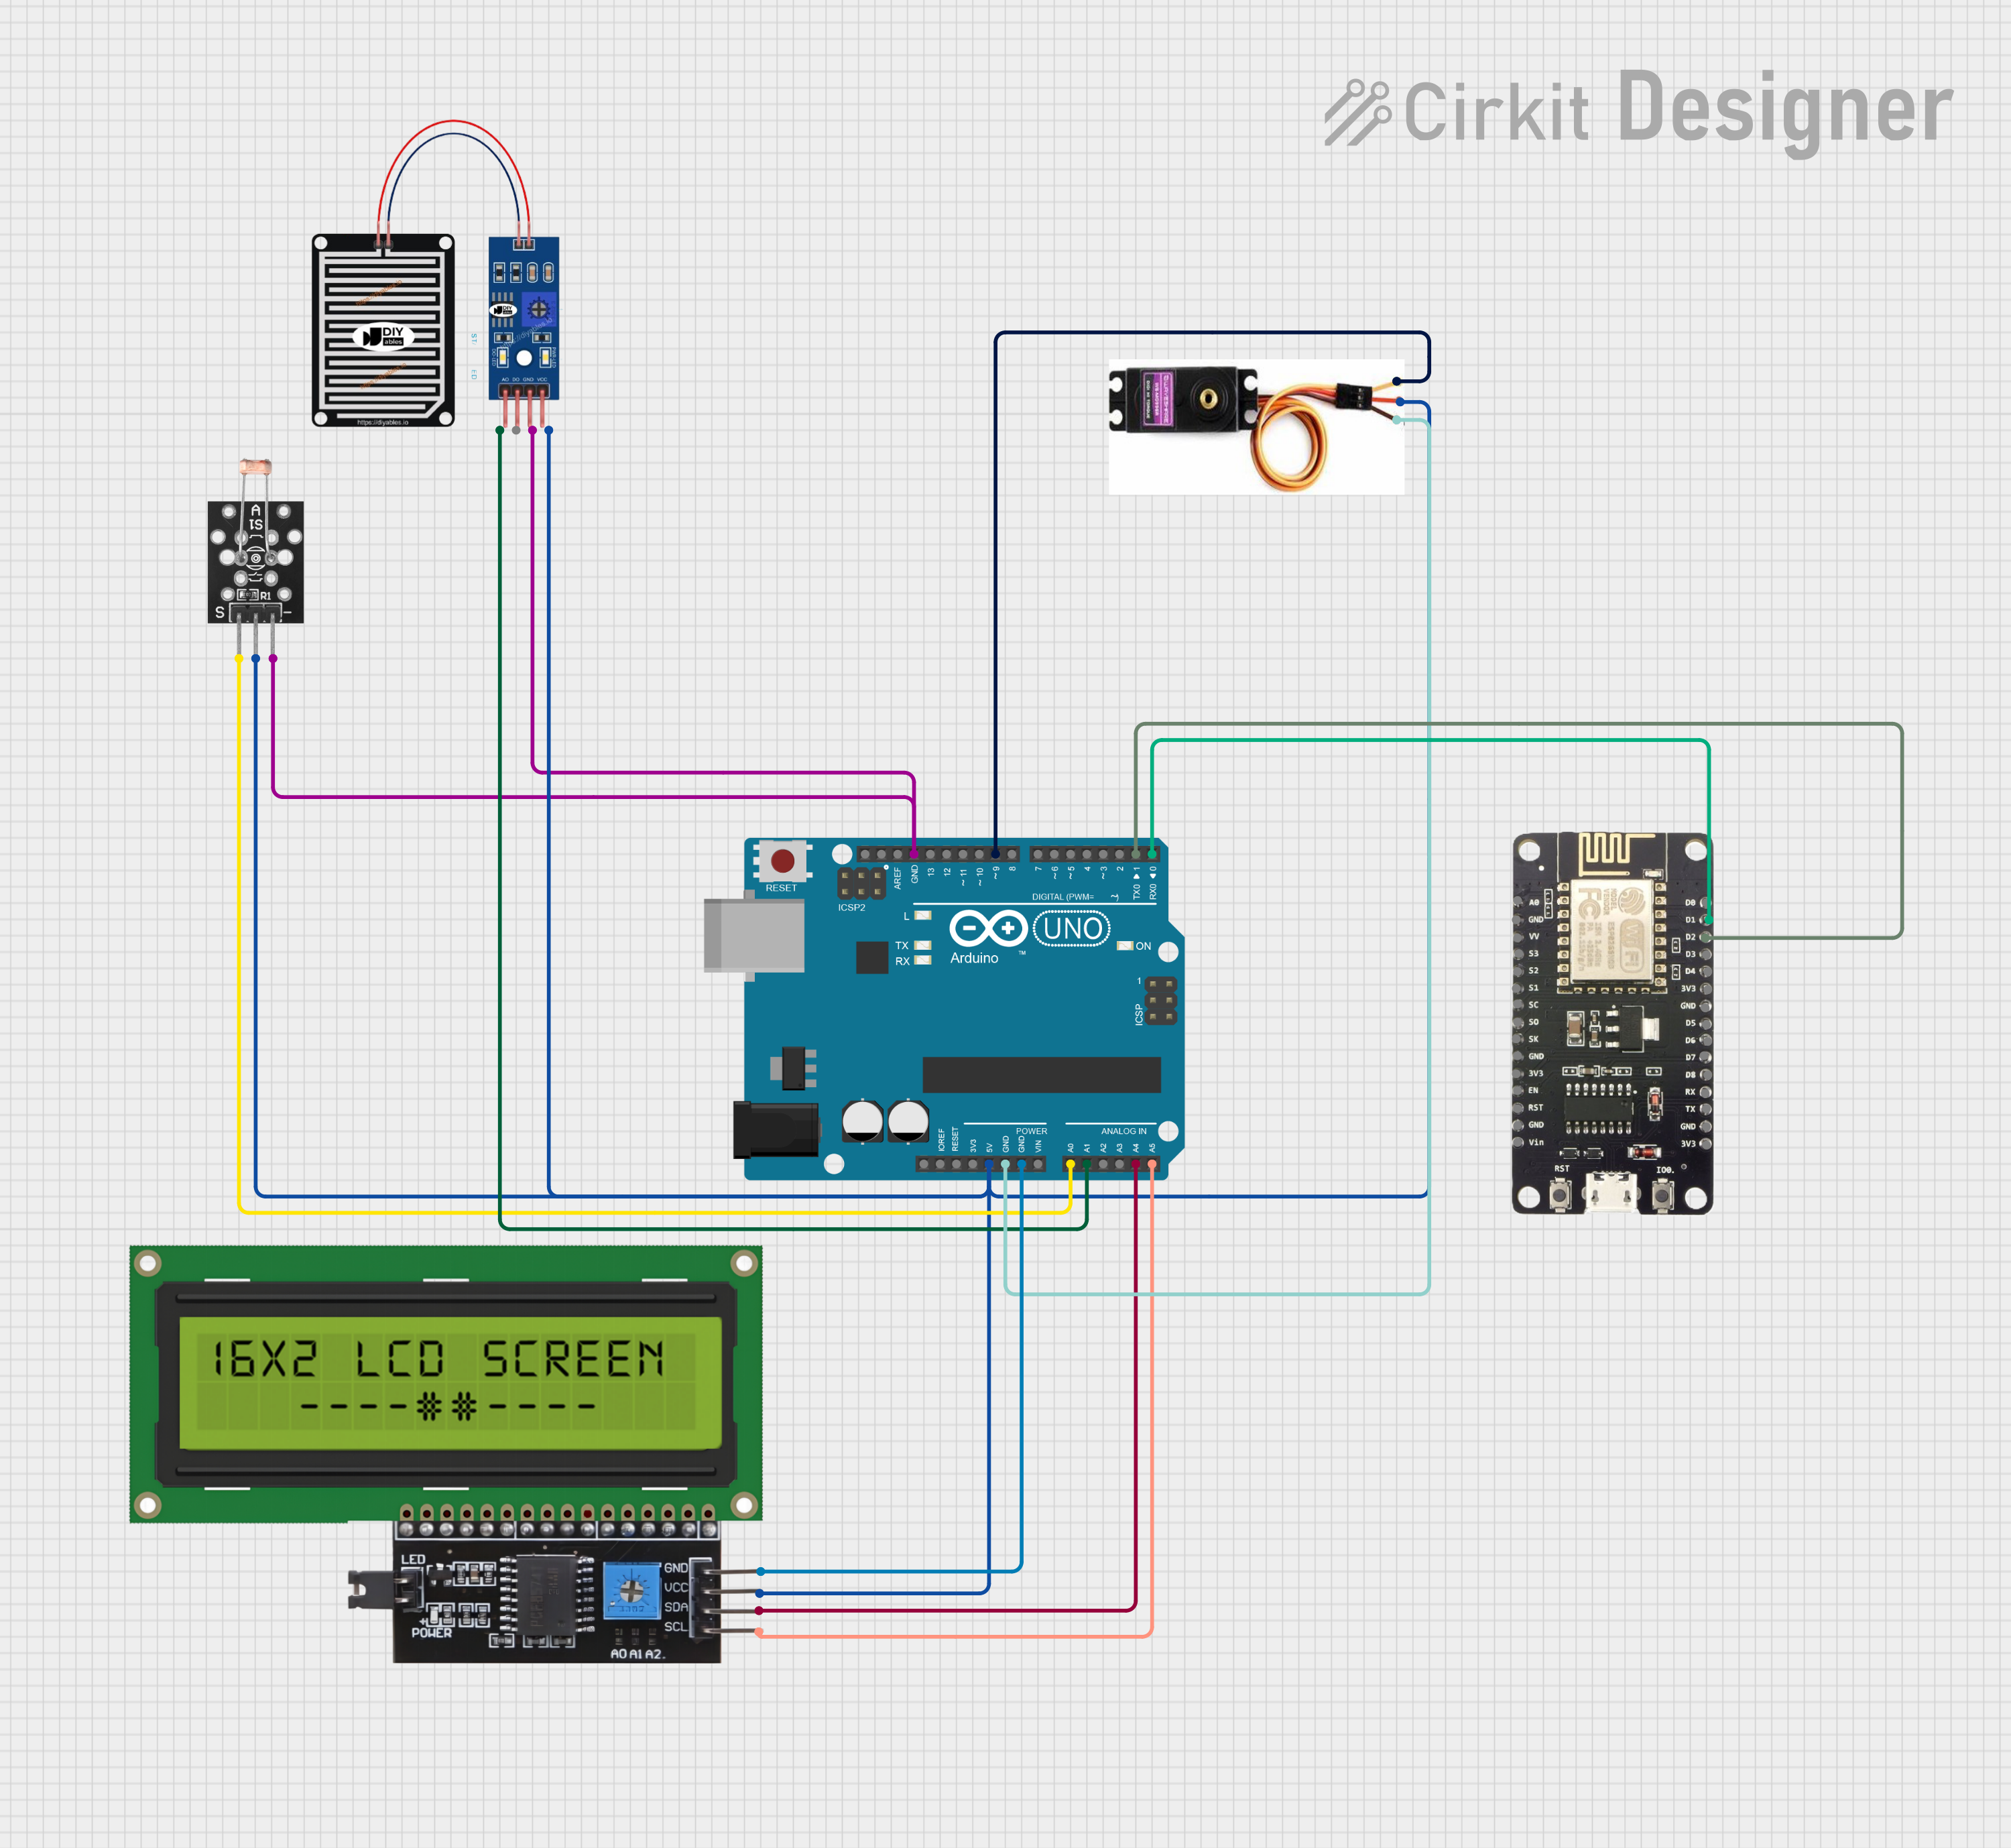 Cirkit Designer
DIY
ables
https://diyables.io
AO DO GND VCC
A
S1
R1
S
-
RESET
ICSP2
AREF
GND
13
12
~ 11
~ 10
~ 9
8
7
~ 6
~ 5
4
~ 3
2
TX0 ▶ 1
RX0 ◀ 0
DIGITAL (PWM= ~)
L
TX
RX
UNO
ON
Arduino
TM
1
ICSP
IOREF
RESET
3V3
5V
GND
GND
VIN
POWER
ANALOG IN
A0
A1
A2
A3
A4
A5
A0
GND
VV
S3
S2
S1
SC
SO
SK
GND
3V3
EN
RST
GND
Vin
D0
D1
D2
D3
D4
3V3
GND
D5
D6
D7
D8
RX
TX
GND
3V3
RST
IO0.
16X2 LCD SCREEN
----##----
LED
POWER
GND
VCC
SDA
SCL
A0 A1 A2.